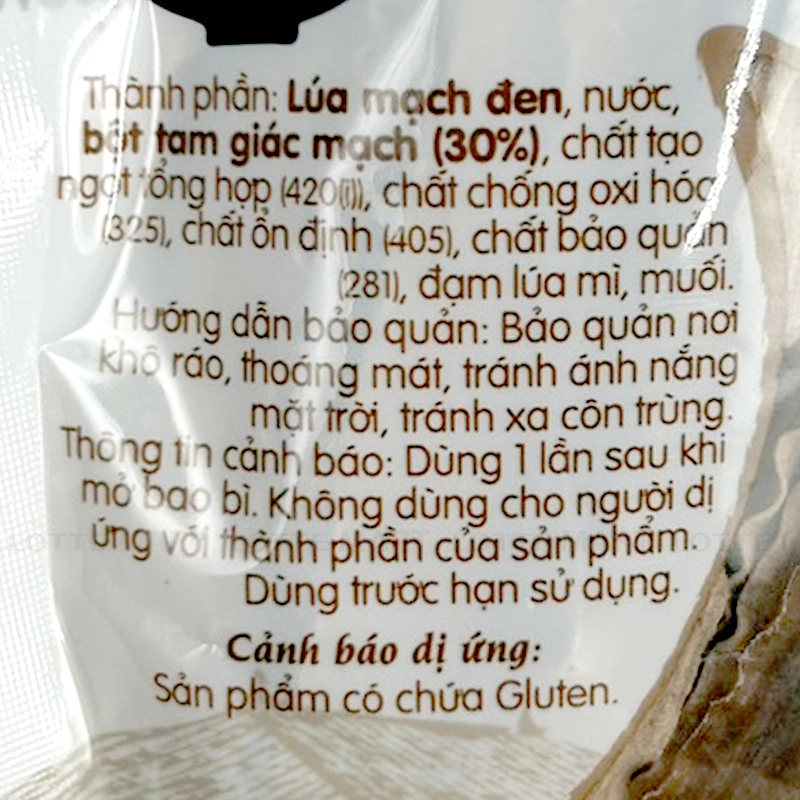 Thành phần: Lúa mạch đen, nước,
bột tam giác mạch (30%), chất tạo
ngọt tổng hợp (420(i)), chất chống oxi hóa
(325), chất ổn định (405), chất bảo quản
(281), đạm lúa mì, muối.
Hướng dẫn bảo quản: Bảo quản nơi
khô ráo, thoáng mát, tránh ánh nắng
mặt trời, tránh xa côn trùng.
Thông tin cảnh báo: Dùng 1 lần sau khi
mở bao bì. Không dùng cho người dị
ứng với thành phần của sản phẩm.
Dùng trước hạn sử dụng.
Cảnh báo dị ứng:
Sản phẩm có chứa Gluten.